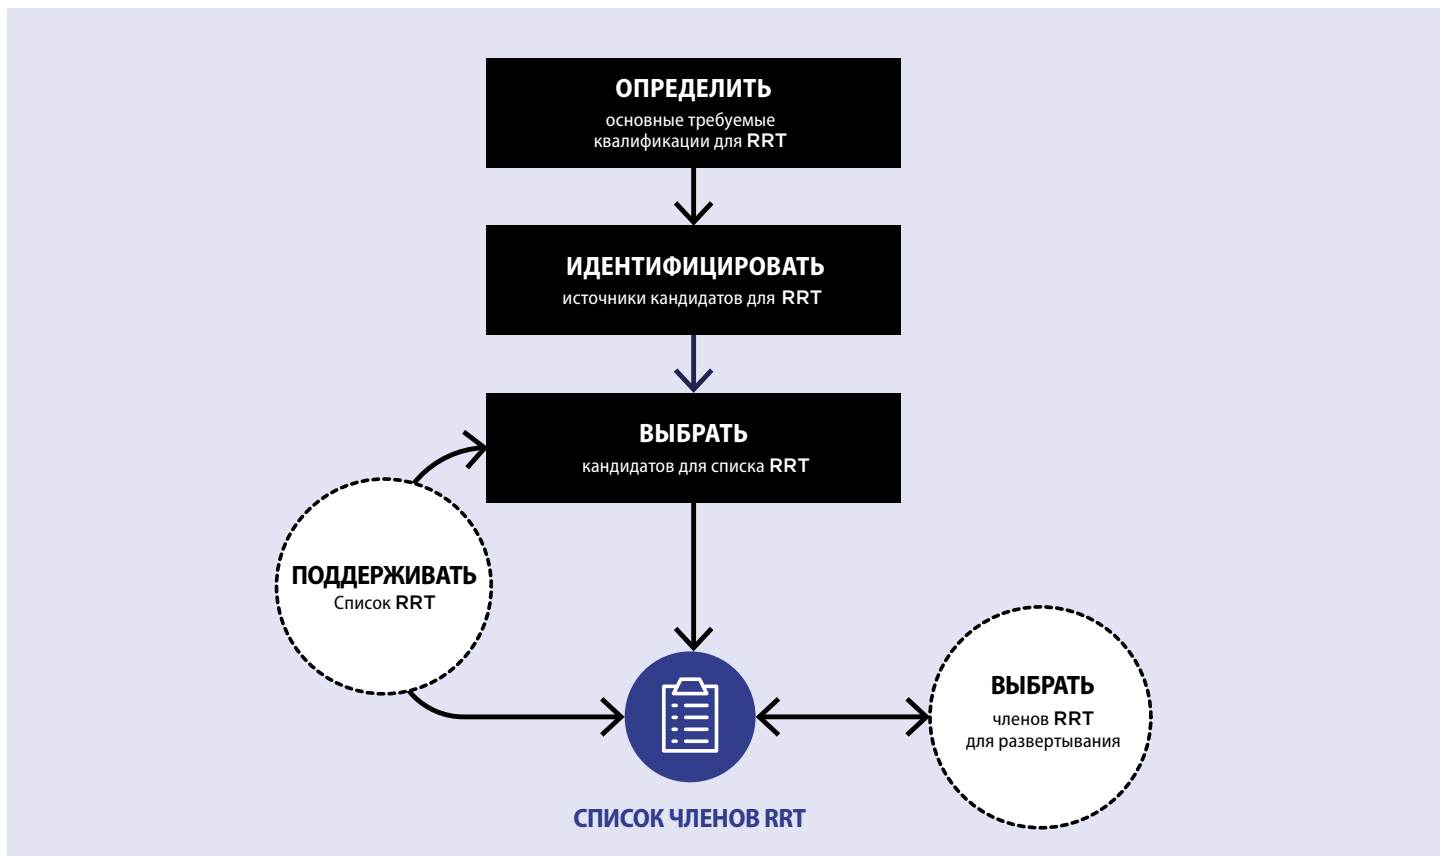 ОПРЕДЕЛИТЬ
основные требуемые
квалификации для RRT
ИДЕНТИФИЦИРОВАТЬ
источники кандидатов для RRT
ВЫБРАТЬ
кандидатов для списка RRT
ПОДДЕРЖИВАТЬ
Список RRT
ВЫБРАТЬ
членов RRT
для развертывания
СПИСОК ЧЛЕНОВ RRT